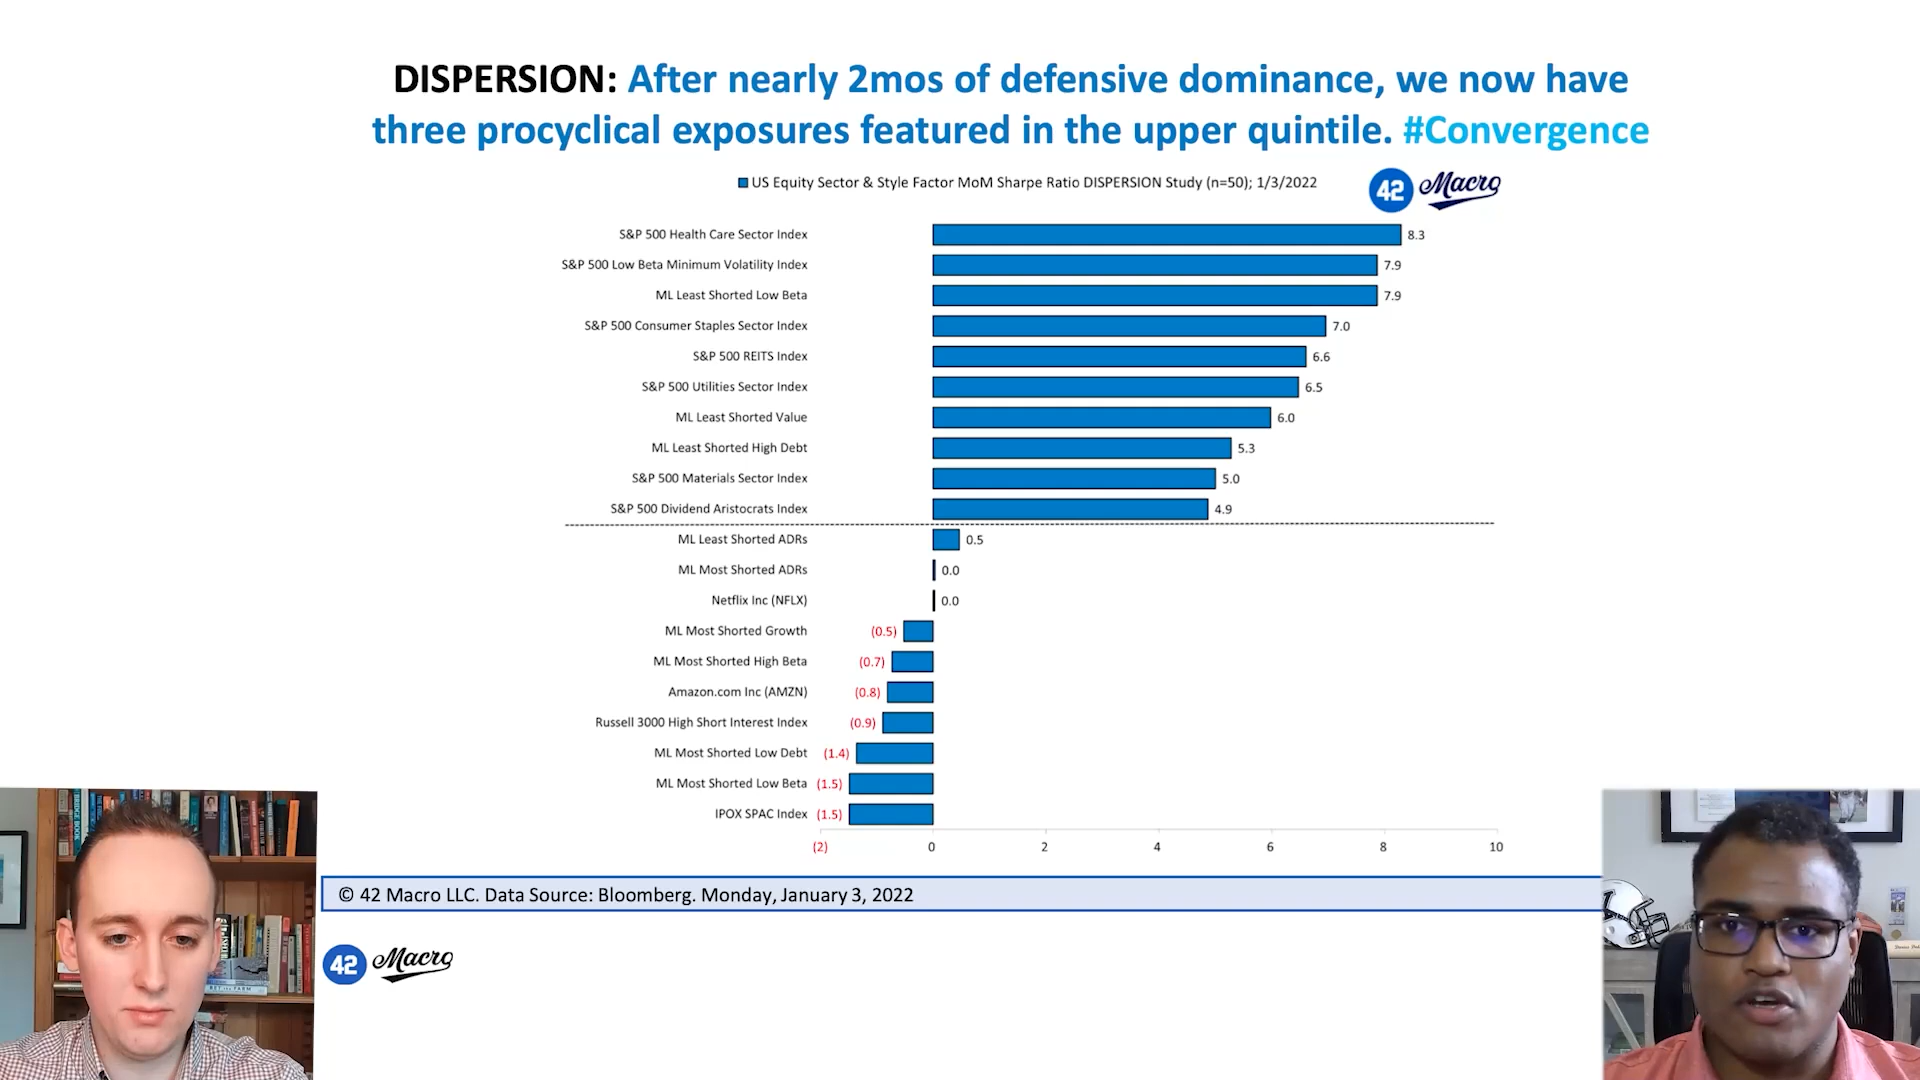 DISPERSION: After nearly 2mos of defensive dominance, we now have
three procyclical exposures featured in the upper quintile. #Convergence
US Equity Sector & Style Factor MoM Sharpe Ratio DISPERSION Study (n=50); 1/3/2022
42 Macro
S&P 500 Health Care Sector Index 8.3
S&P 500 Low Beta Minimum Volatility Index 7.9
ML Least Shorted Low Beta 7.9
S&P 500 Consumer Staples Sector Index 7.0
S&P 500 REITS Index 6.6
S&P 500 Utilities Sector Index 6.5
ML Least Shorted Value 6.0
ML Least Shorted High Debt 5.3
S&P 500 Materials Sector Index 5.0
S&P 500 Dividend Aristocrats Index 4.9
ML Least Shorted ADRs 0.5
ML Most Shorted ADRs 0.0
Netflix Inc (NFLX) 0.0
ML Most Shorted Growth (0.5)
ML Most Shorted High Beta (0.7)
Amazon.com Inc (AMZN) (0.8)
Russell 3000 High Short Interest Index (0.9)
ML Most Shorted Low Debt (1.4)
ML Most Shorted Low Beta (1.5)
IPOX SPAC Index (1.5)
(2) 0 2 4 6 8 10
© 42 Macro LLC. Data Source: Bloomberg. Monday, January 3, 2022
42 Macro